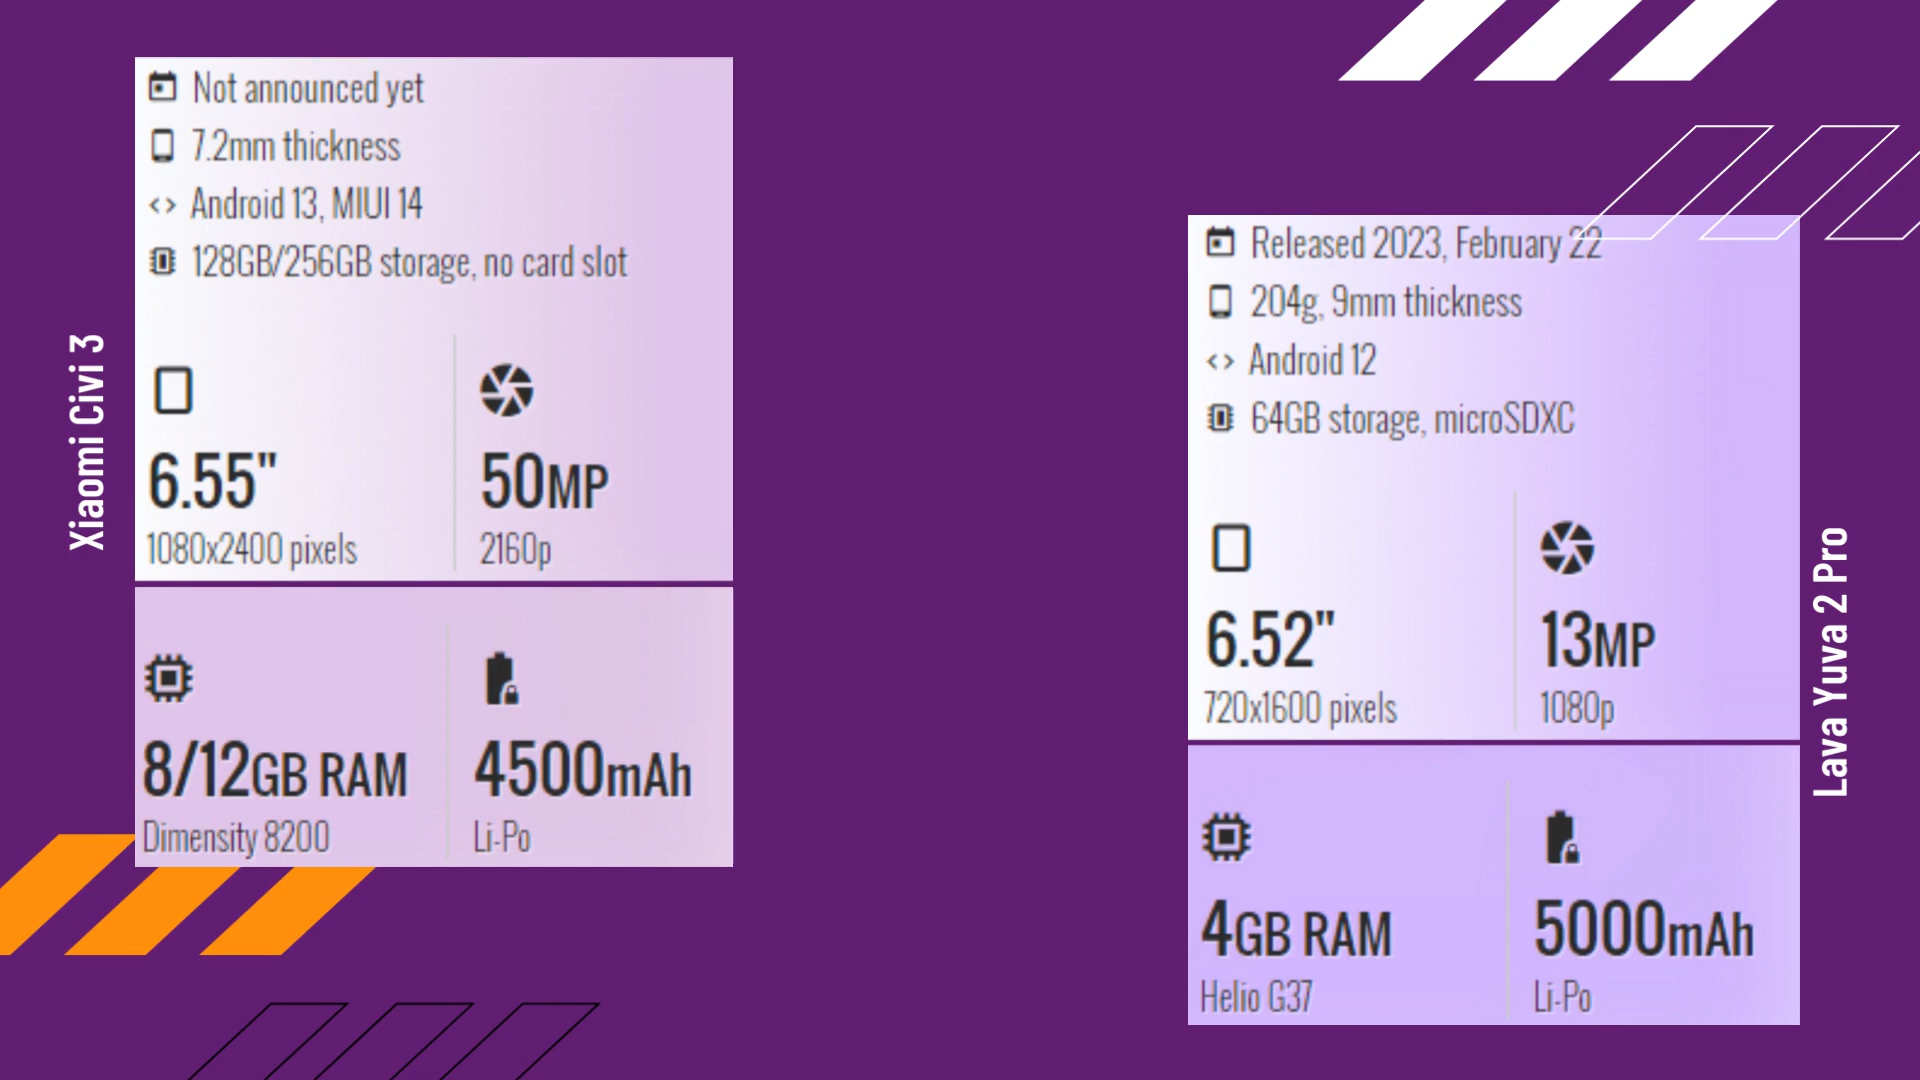 Xiaomi Civi 3
Not announced yet
7.2mm thickness
Android 13, MIUI 14
128GB/256GB storage, no card slot
6.55"
1080x2400 pixels
50MP
2160p
8/12GB RAM
Dimensity 8200
4500mAh
Li-Po
Released 2023, February 22
204g, 9mm thickness
Android 12
64GB storage, microSDXC
6.52"
720x1600 pixels
13MP
1080p
4GB RAM
Helio G37
5000mAh
Li-Po
Lava Yuva 2 Pro